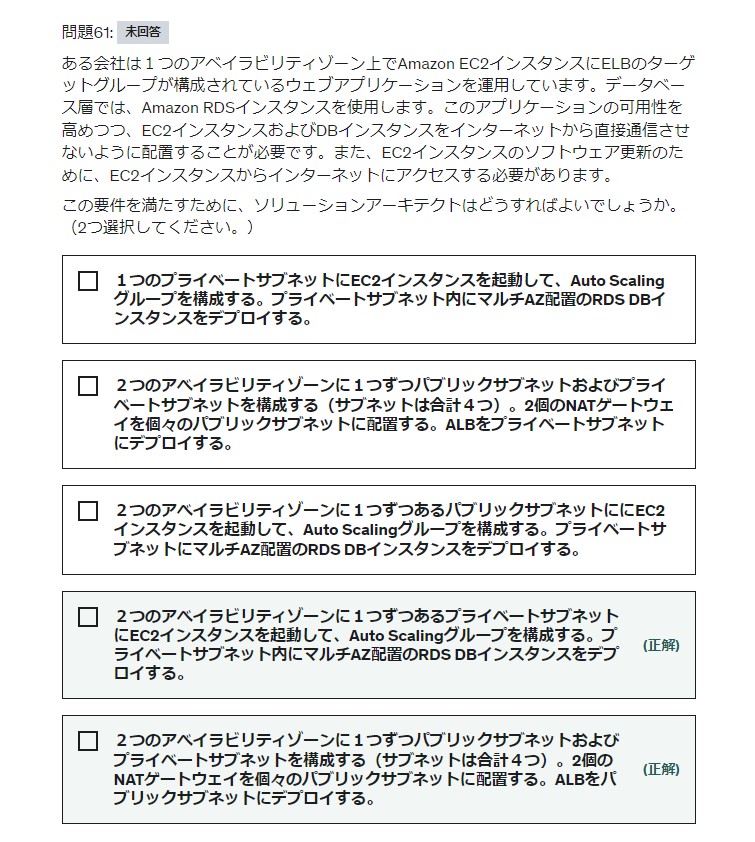 問題61: 未回答
ある会社は１つのアベイラビリティゾーン上でAmazon EC2インスタンスにELBのターゲ
ットグループが構成されているウェブアプリケーションを運用しています。データベー
ス層では、Amazon RDSインスタンスを使用します。このアプリケーションの可用性を
高めつつ、EC2インスタンスおよびDBインスタンスをインターネットから直接通信させ
ないように配置することが必要です。また、EC2インスタンスのソフトウェア更新のた
めに、EC2インスタンスからインターネットにアクセスする必要があります。
この要件を満たすために、ソリューションアーキテクトはどうすればよいでしょうか。
（2つ選択してください。）
１つのプライベートサブネットにEC2インスタンスを起動して、Auto Scaling
グループを構成する。プライベートサブネット内にマルチAZ配置のRDS DBイ
ンスタンスをデプロイする。
２つのアベイラビリティゾーンに１つずつパブリックサブネットおよびプライ
ベートサブネットを構成する（サブネットは合計４つ）。2個のNATゲートウェ
イを個々のパブリックサブネットに配置する。ALBをプライベートサブネット
にデプロイする。
２つのアベイラビリティゾーンに１つずつあるパブリックサブネットににEC2
インスタンスを起動して、Auto Scalingグループを構成する。プライベートサ
ブネットにマルチAZ配置のRDS DBインスタンスをデプロイする。
２つのアベイラビリティゾーンに１つずつあるプライベートサブネット
にEC2インスタンスを起動して、Auto Scalingグループを構成する。プ
ライベートサブネット内にマルチAZ配置のRDS DBインスタンスをデプ
ロイする。
(正解)
２つのアベイラビリティゾーンに１つずつパブリックサブネットおよび
プライベートサブネットを構成する（サブネットは合計４つ）。2個の
NATゲートウェイを個々のパブリックサブネットに配置する。ALBをパ
ブリックサブネットにデプロイする。
(正解)